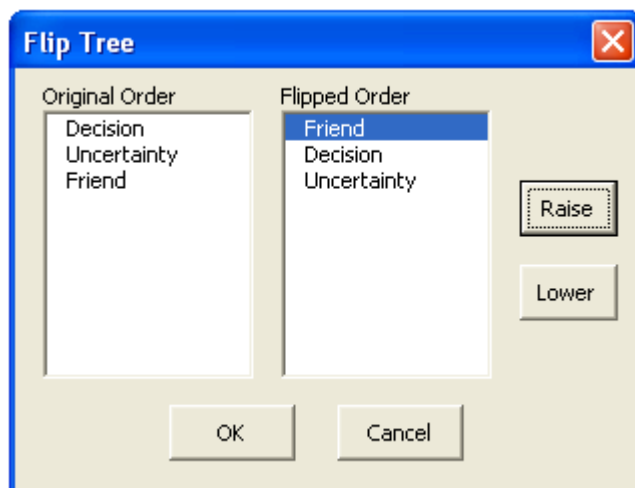 Flip Tree
Original Order
Decision
Uncertainty
Friend
Flipped Order
Friend
Decision
Uncertainty
Raise
Lower
OK
Cancel